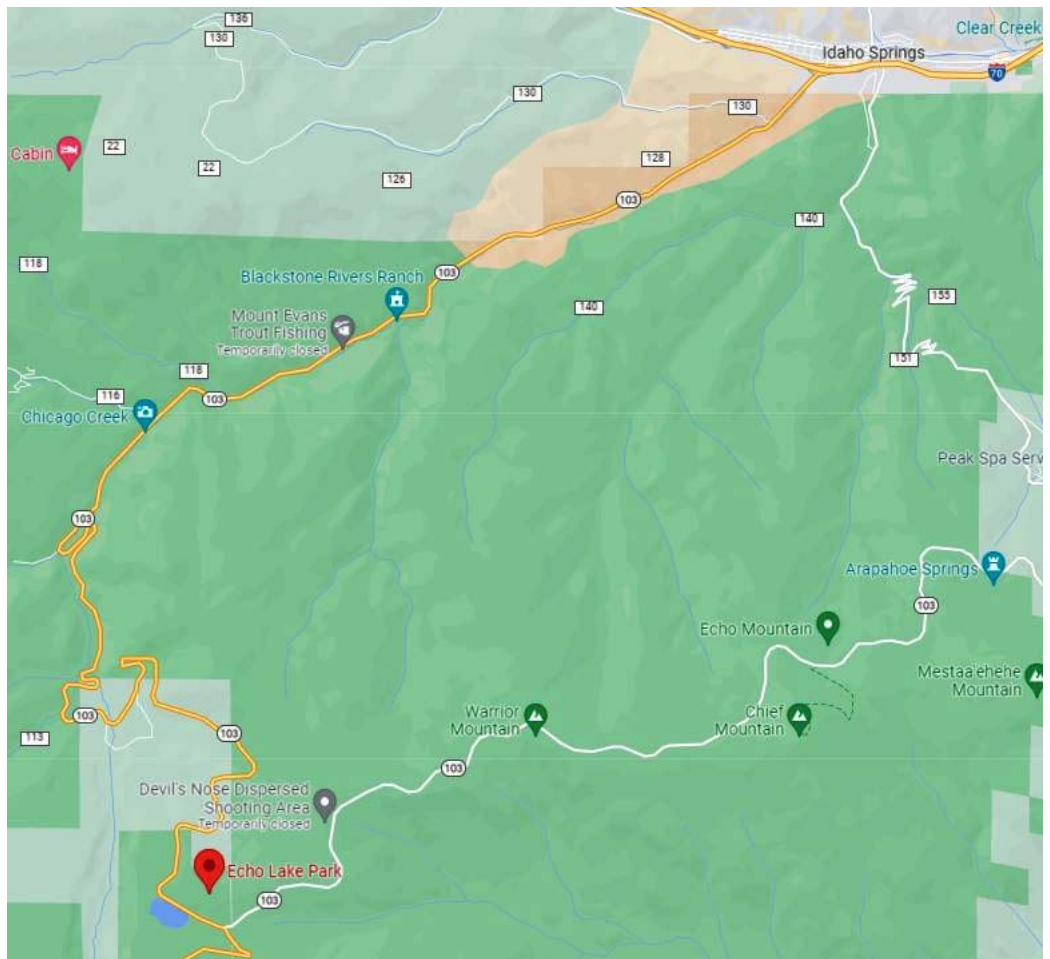 136
Clear Creek
130
Idaho Springs
70
130
130
Cabin
22
128
22
126
103
140
118
103
Blackstone Rivers Ranch
155
140
Mount Evans
Trout Fishing
Temporarily closed
151
118
116
103
Chicago Creek
Peak Spa Serv
103
Arapahoe Springs
103
Echo Mountain
Mestaa'ehehe
Mountain
Warrior
Mountain
Chief
Mountain
103
103
113
103
Devil's Nose Dispersed
Shooting Area
Temporarily closed
Echo Lake Park
103